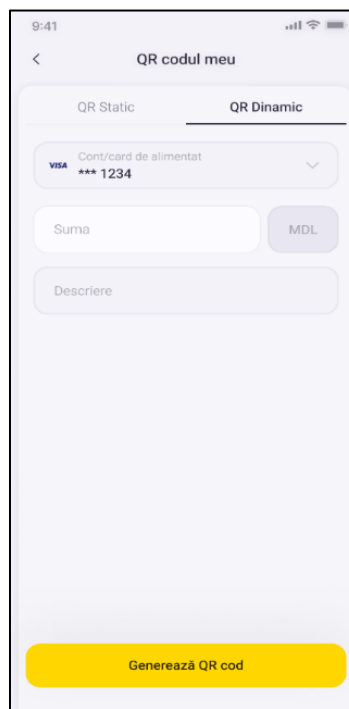 9:41
QR codul meu
QR Static
QR Dinamic
VISA
Cont/card de alimentat
*** 1234
Suma
MDL
Descriere
Generează QR cod